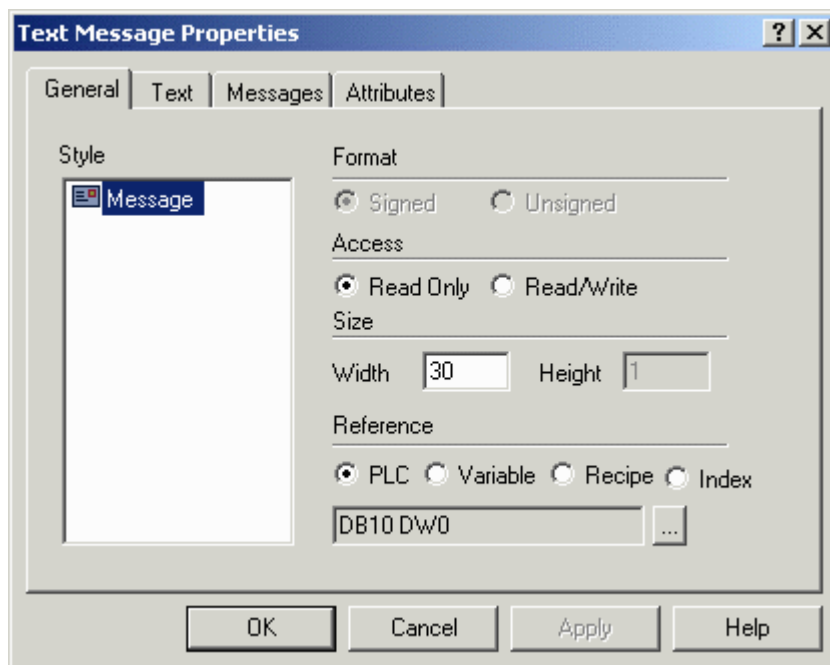 Text Message Properties
General Text Messages Attributes
Style
Message
Format
Signed Unsigned
Access
Read Only Read/Write
Size
Width 30 Height 1
Reference
PLC Variable Recipe Index
DB10 DW0 ...
OK Cancel Apply Help